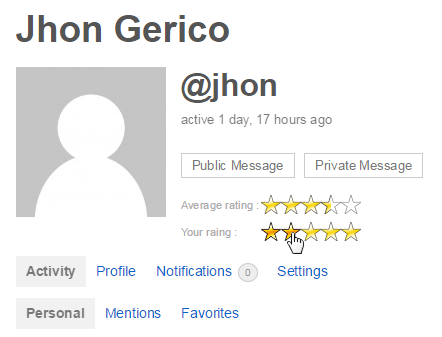 Jhon Gerico
@jhon
active 1 day, 17 hours ago
Public Message Private Message
Average rating :
Your raing :
Activity Profile Notifications 0 Settings
Personal Mentions Favorites